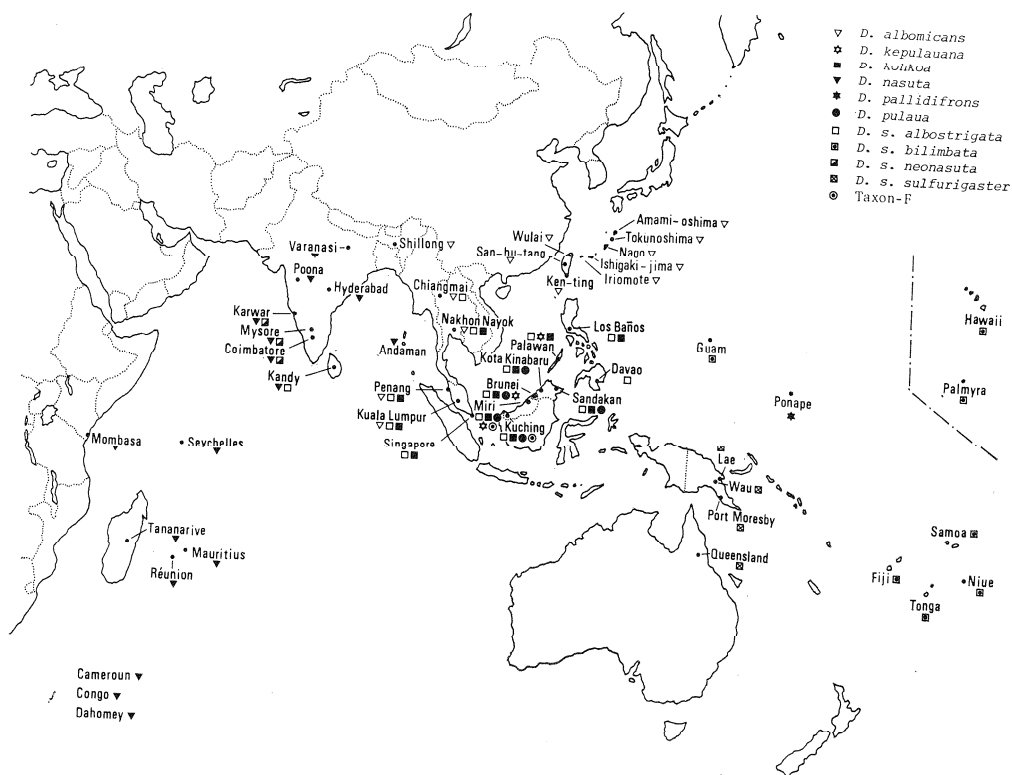 D. albomicans
D. kepulauana
D. kohkoa
D. nasuta
D. pallidifrons
D. pulaua
D. s. albostrigata
D. s. bilimbata
D. s. neonasuta
D. s. sulfurigaster
Taxon-F
Amami-oshima
Tokunoshima
Nago
Ishigaki-jima
Iriomote
Wulai
San-hu-tang
Ken-ting
Shillong
Varanasi
Poona
Hyderabad
Chiangmai
Karwar
Mysore
Coimbatore
Kandy
Andaman
Nakhon Nayok
Los Baños
Palawan
Kota Kinabaru
Davao
Guam
Hawaii
Penang
Brunei
Sandakan
Palmyra
Ponape
Kuala Lumpur
Miri
Kuching
Singapore
Mombasa
Seychelles
Lae
Wau
Port Moresby
Samoa
Tananarive
Mauritius
Réunion
Queensland
Fiji
Niue
Tonga
Cameroun
Congo
Dahomey